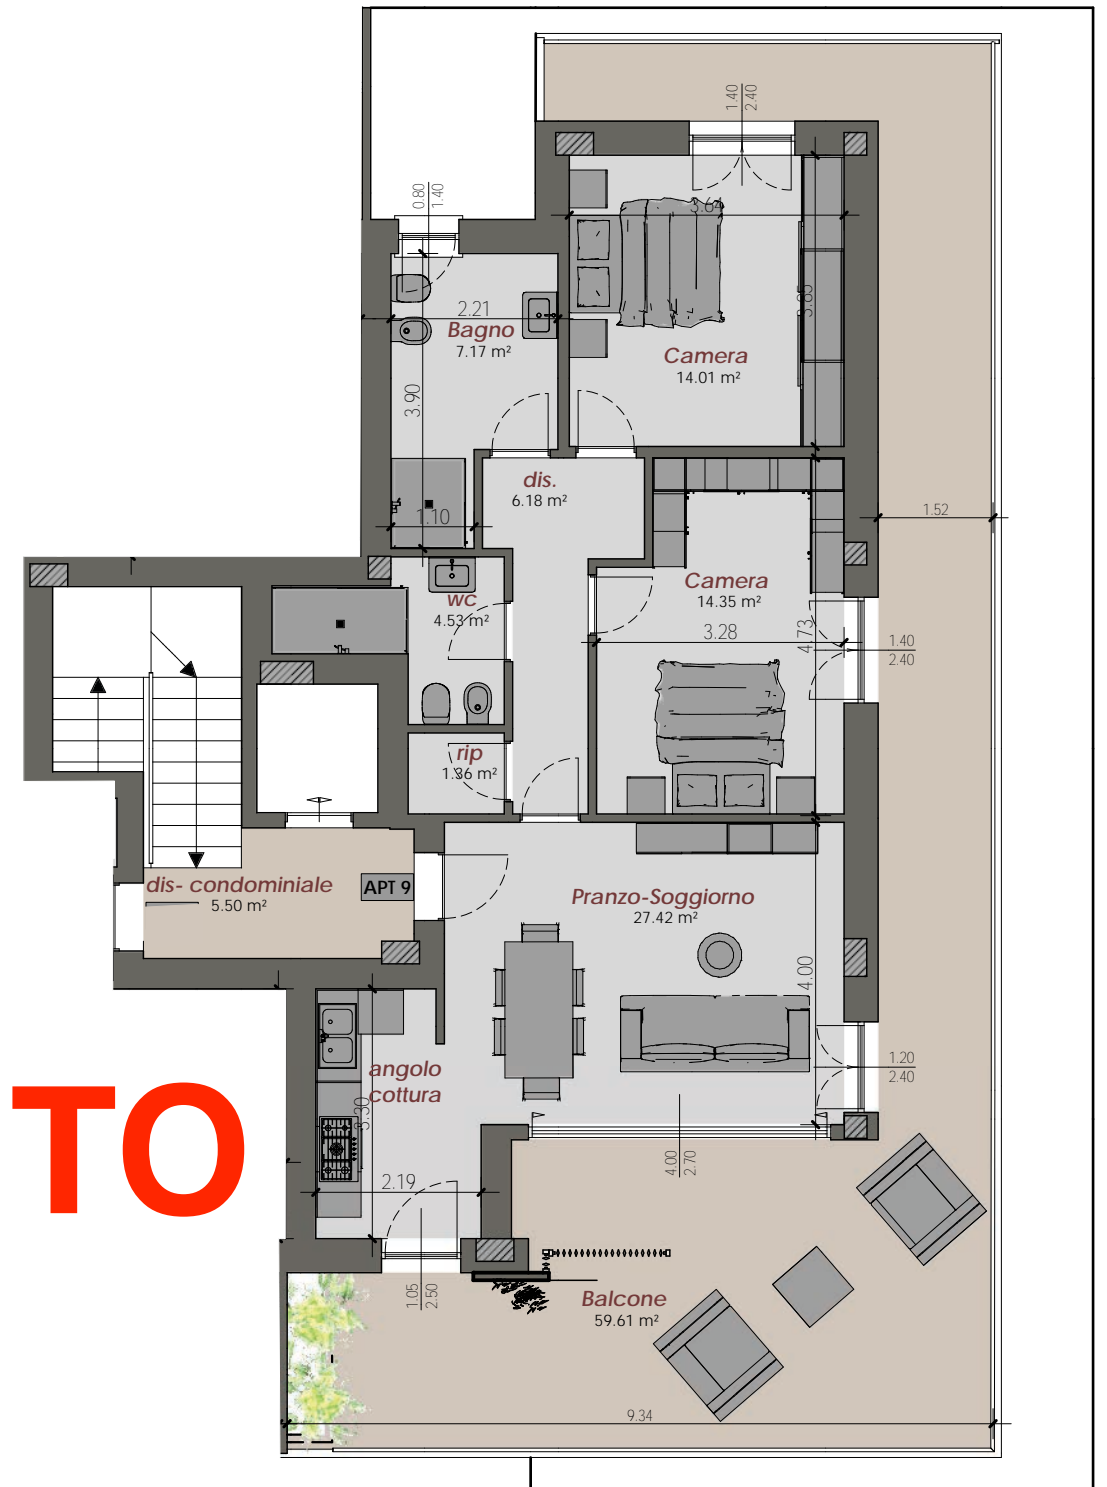 1.40
2.40
0.80
1.40
3.64
2.21
Bagno
7.17 m²
3.85
Camera
14.01 m²
3.90
dis.
6.18 m²
1.10
1.52
Camera
14.35 m²
wc
4.53 m²
3.28
4.73
1.40
2.40
rip
1.36 m²
dis- condominiale
5.50 m²
APT 9
Pranzo-Soggiorno
27.42 m²
4.00
angolo
cottura
3.30
1.20
2.40
TO
4.00
2.70
2.19
1.05
2.50
Balcone
59.61 m²
9.34